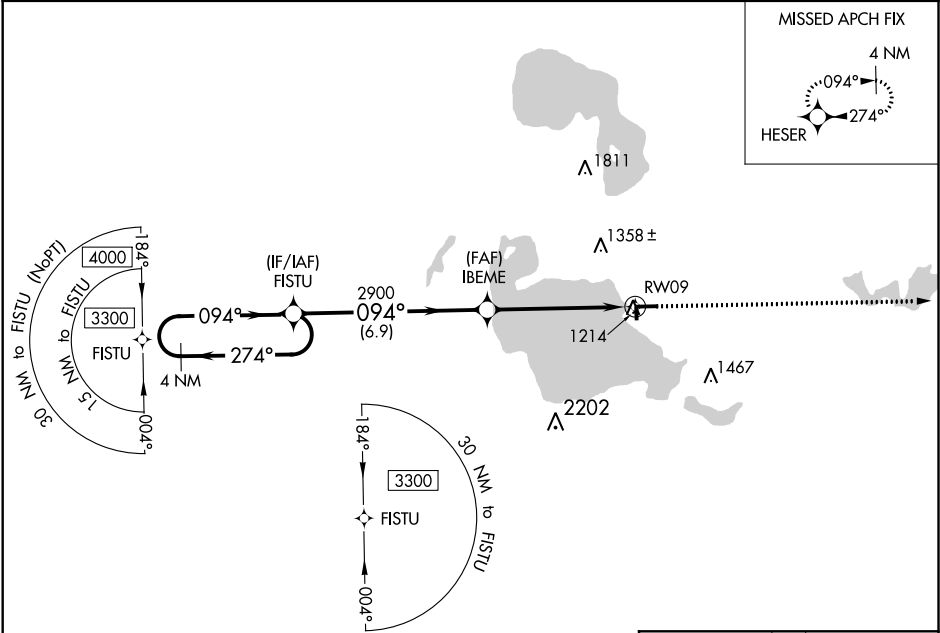 MISSED APCH FIX
4 NM
094°
274°
HESER
1811
1358 ±
(FAF)
IBEME
RW09
1214
1467
2202
(IF/IAF)
FISTU
2900
094°
(6.9)
094°
274°
4 NM
30 NM to FISTU (NoPT)
15 NM to FISTU
4000
3300
184°
FISTU
004°
184°
3300
FISTU
004°
30 NM to FISTU